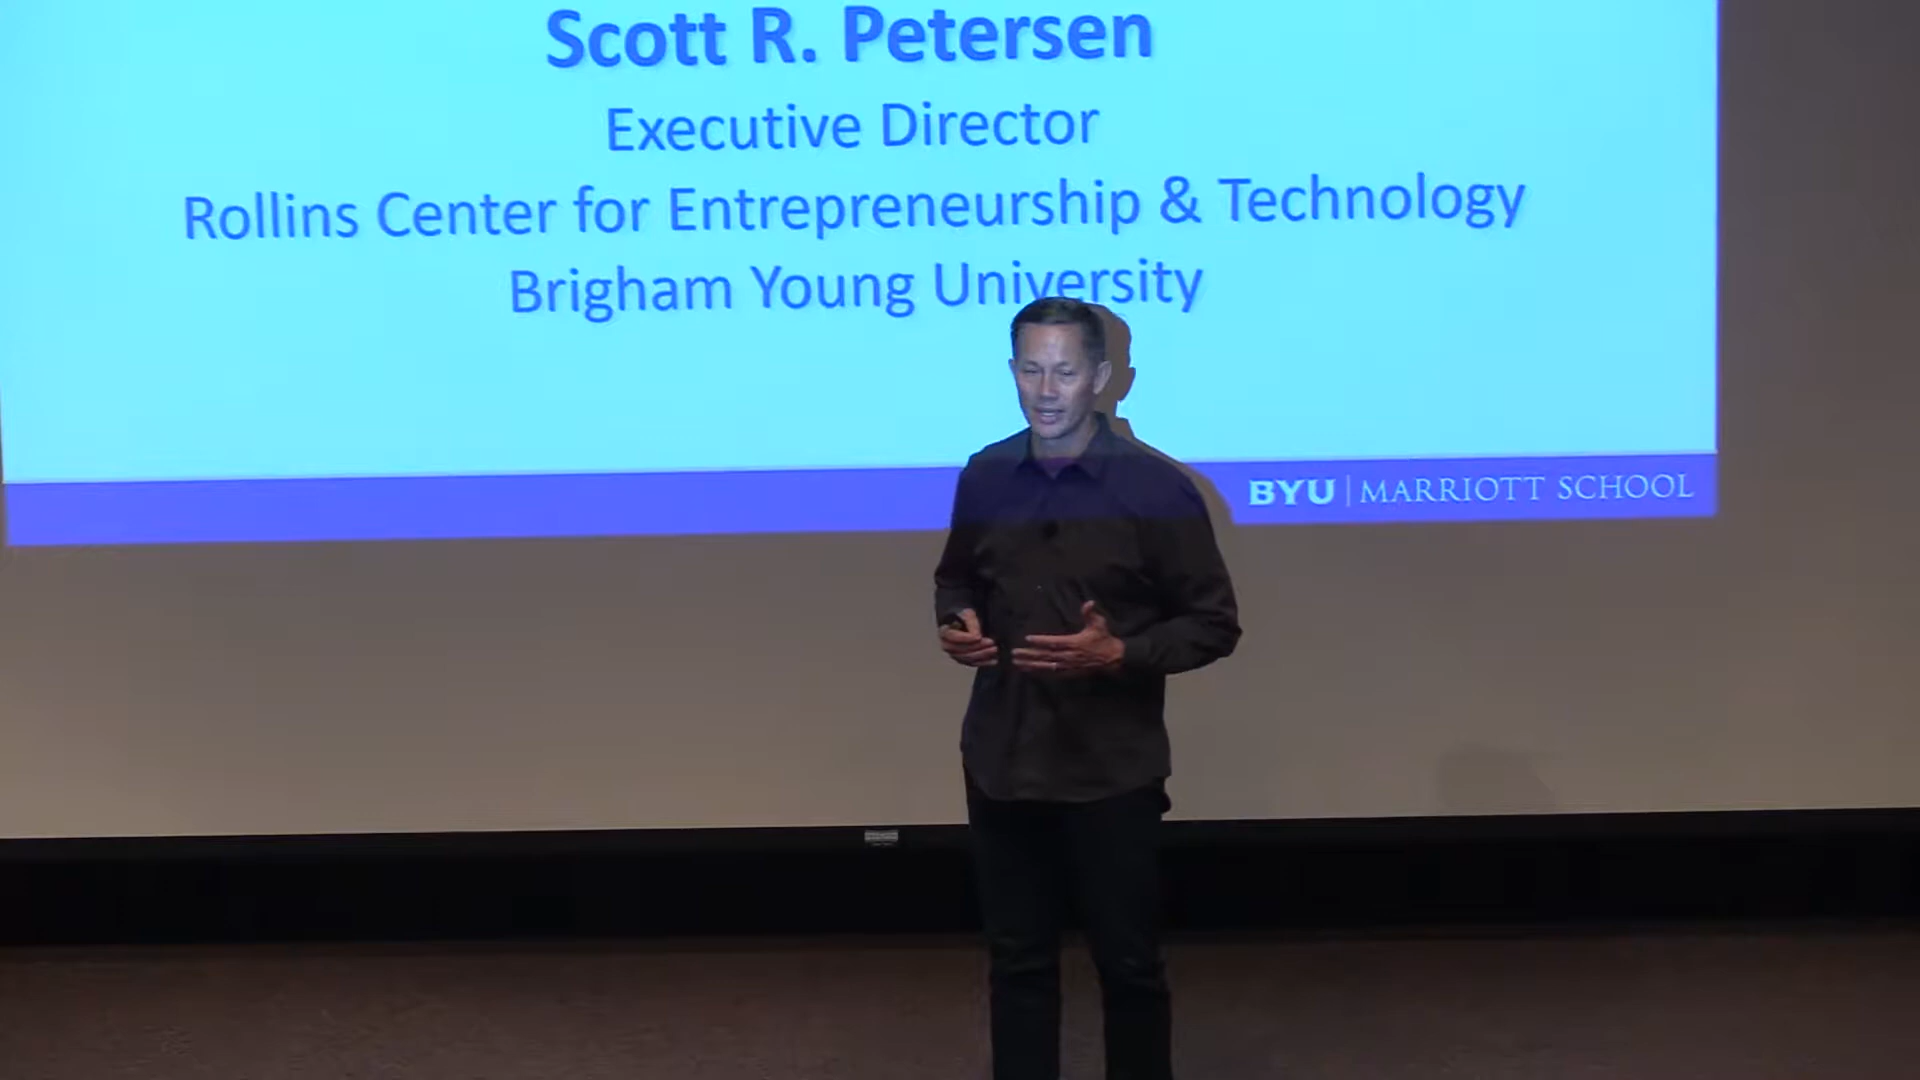 Scott R. Petersen
Executive Director
Rollins Center for Entrepreneurship & Technology
Brigham Young University
BYU | MARRIOTT SCHOOL